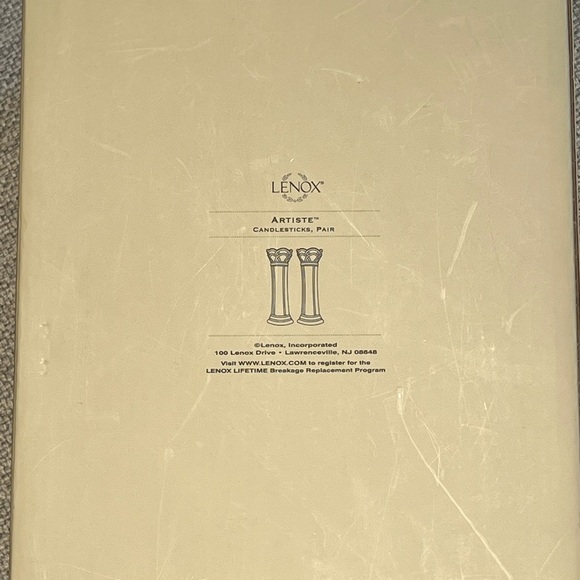 LENOX®
ARTISTE™
CANDLESTICKS, PAIR
©Lenox, Incorporated
100 Lenox Drive • Lawrenceville, NJ 08648
Visit WWW.LENOX.COM to register for the
LENOX LIFETIME Breakage Replacement Program